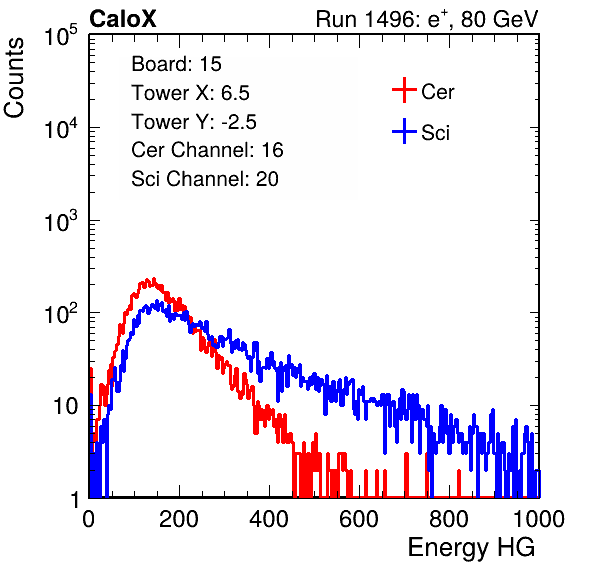 CaloX Run 1496: e⁺, 80 GeV
Counts
10⁵
10⁴
10³
10²
10
1
Board: 15
Tower X: 6.5
Tower Y: -2.5
Cer Channel: 16
Sci Channel: 20
Cer
Sci
0 200 400 600 800 1000
Energy HG